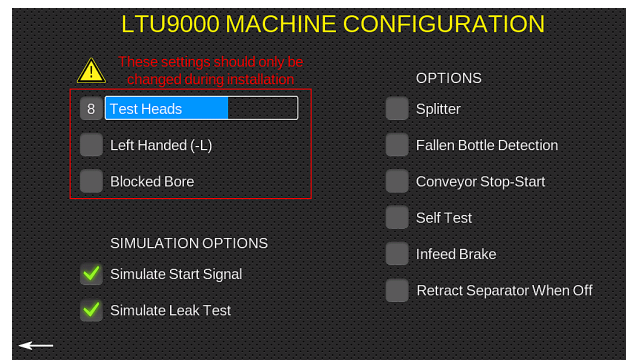 LTU9000 MACHINE CONFIGURATION
!
These settings should only be
changed during installation
8 Test Heads
Left Handed (-L)
Blocked Bore
SIMULATION OPTIONS
Simulate Start Signal
Simulate Leak Test
OPTIONS
Splitter
Fallen Bottle Detection
Conveyor Stop-Start
Self Test
Infeed Brake
Retract Separator When Off